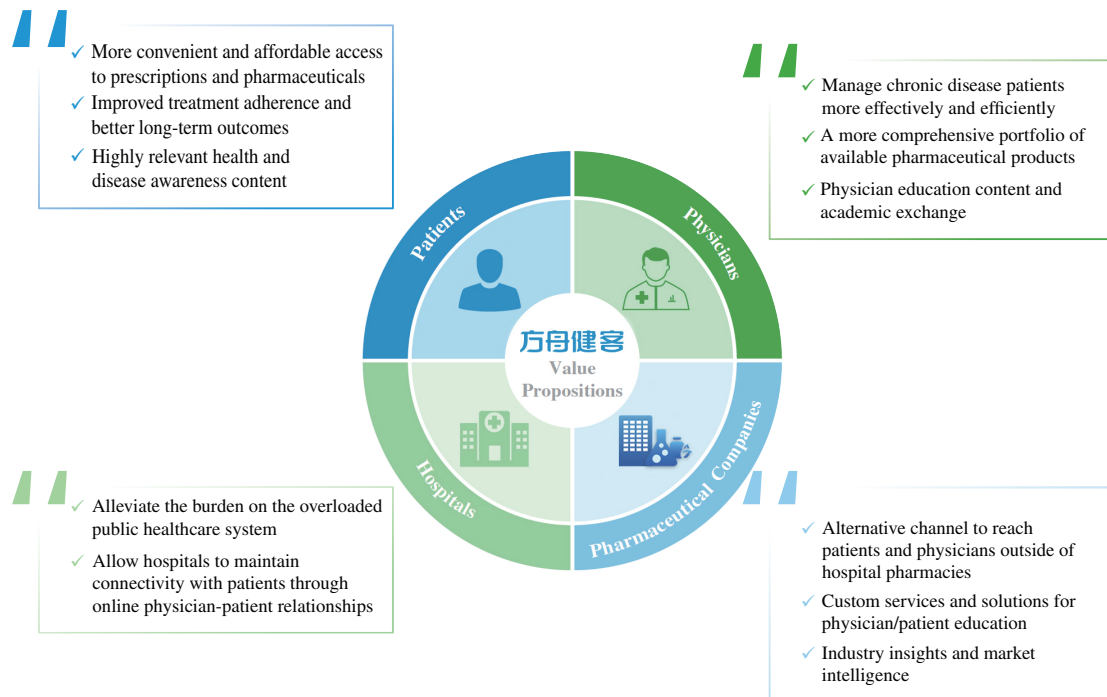 More convenient and affordable access
to prescriptions and pharmaceuticals
Improved treatment adherence and
better long-term outcomes
Highly relevant health and
disease awareness content
Manage chronic disease patients
more effectively and efficiently
A more comprehensive portfolio of
available pharmaceutical products
Physician education content and
academic exchange
Patients
Physicians
方舟健客
Value
Propositions
Hospitals
Pharmaceutical Companies
Alleviate the burden on the overloaded
public healthcare system
Allow hospitals to maintain
connectivity with patients through
online physician-patient relationships
Alternative channel to reach
patients and physicians outside of
hospital pharmacies
Custom services and solutions for
physician/patient education
Industry insights and market
intelligence